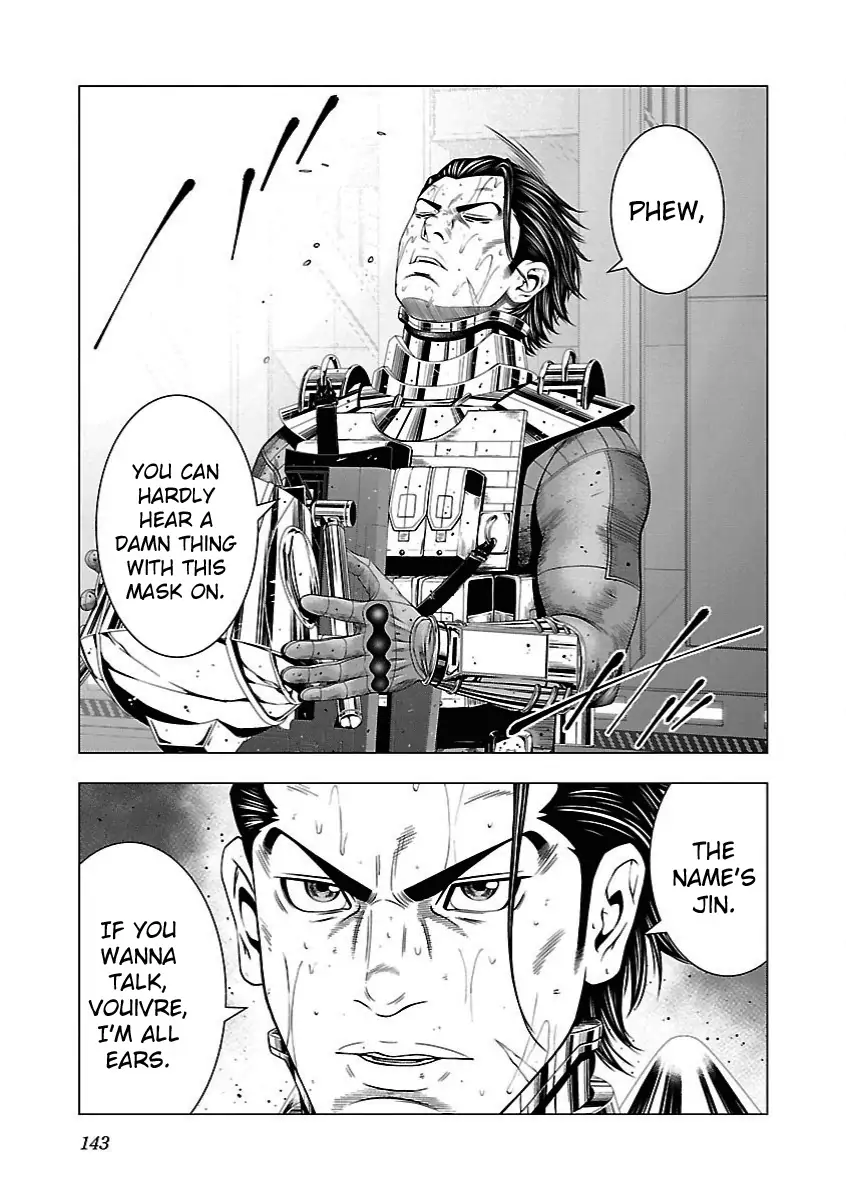 PHEW,
YOU CAN
HARDLY
HEAR A
DAMN THING
WITH THIS
MASK ON.
THE
NAME'S
JIN.
IF YOU
WANNA
TALK,
VOUIVRE,
I'M ALL
EARS.
143